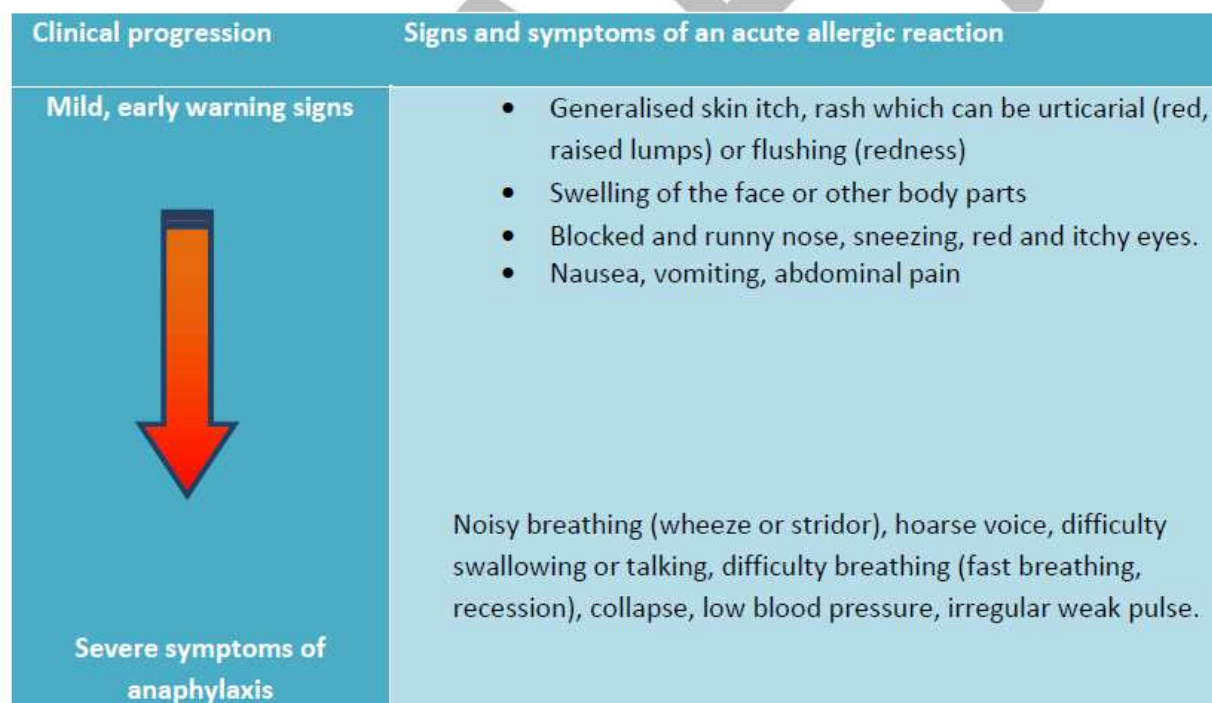 Clinical progression
Signs and symptoms of an acute allergic reaction
Mild, early warning signs
• Generalised skin itch, rash which can be urticarial (red,
raised lumps) or flushing (redness)
• Swelling of the face or other body parts
• Blocked and runny nose, sneezing, red and itchy eyes.
• Nausea, vomiting, abdominal pain
Noisy breathing (wheeze or stridor), hoarse voice, difficulty
swallowing or talking, difficulty breathing (fast breathing,
recession), collapse, low blood pressure, irregular weak pulse.
Severe symptoms of
anaphylaxis